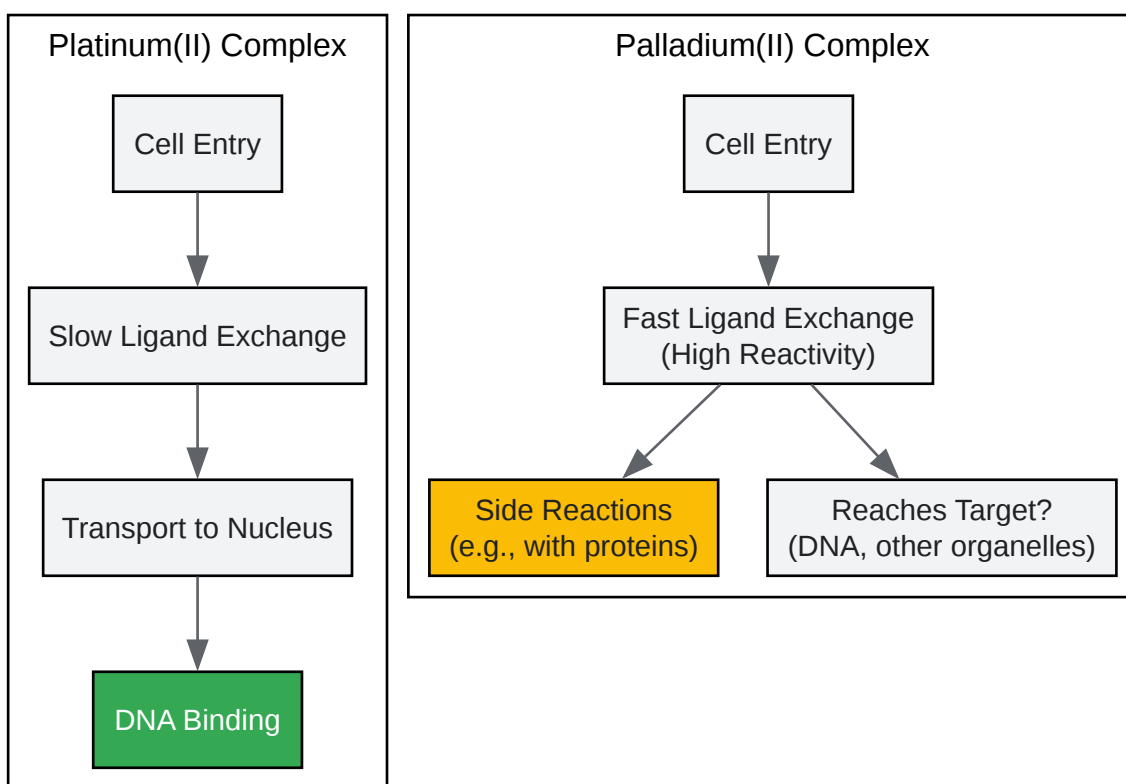 Platinum(II) Complex
Cell Entry
Slow Ligand Exchange
Transport to Nucleus
DNA Binding
Palladium(II) Complex
Cell Entry
Fast Ligand Exchange
(High Reactivity)
Side Reactions
(e.g., with proteins)
Reaches Target?
(DNA, other organelles)